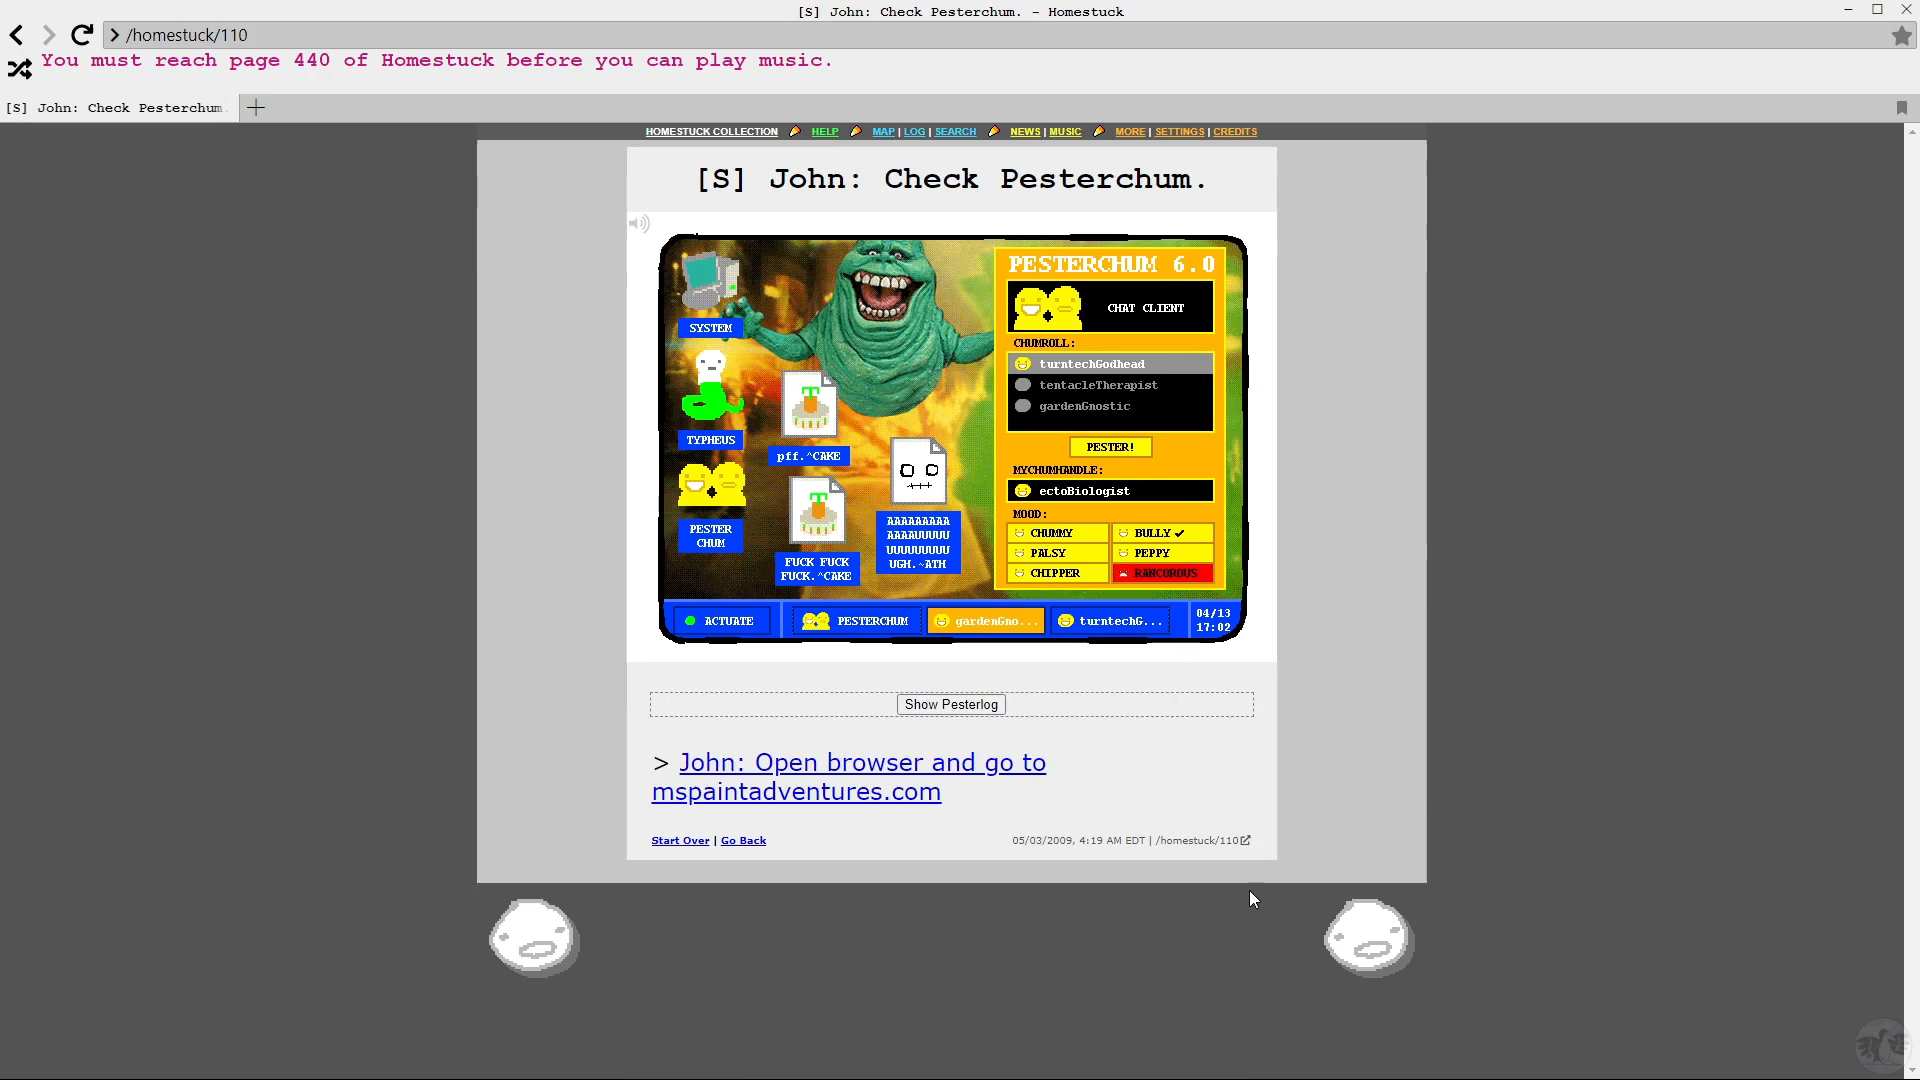 [S] John: Check Pesterchum. - Homestuck
/homestuck/110
You must reach page 440 of Homestuck before you can play music.
[S] John: Check Pesterchum
HOMESTUCK COLLECTION HELP MAP | LOG | SEARCH NEWS | MUSIC MORE | SETTINGS | CREDITS
[S] John: Check Pesterchum.
SYSTEM
TYPHEUS
PESTER
CHUM
pff.^CAKE
FUCK FUCK
FUCK.^CAKE
AAAAAAAAA
AAAAUUUUU
UUUUUUUUU
UGH.~ATH
PESTERCHUM 6.0
CHAT CLIENT
CHUMROLL:
turntechGodhead
tentacleTherapist
gardenGnostic
PESTER!
MYCHUMHANDLE:
ectoBiologist
MOOD:
CHUMMY BULLY ✔
PALSY PEPPY
CHIPPER RANCOROUS
ACTUATE PESTERCHUM gardenGno... turntechG... 04/13
17:02
Show Pesterlog
> John: Open browser and go to
mspaintadventures.com
Start Over | Go Back 05/03/2009, 4:19 AM EDT | /homestuck/110